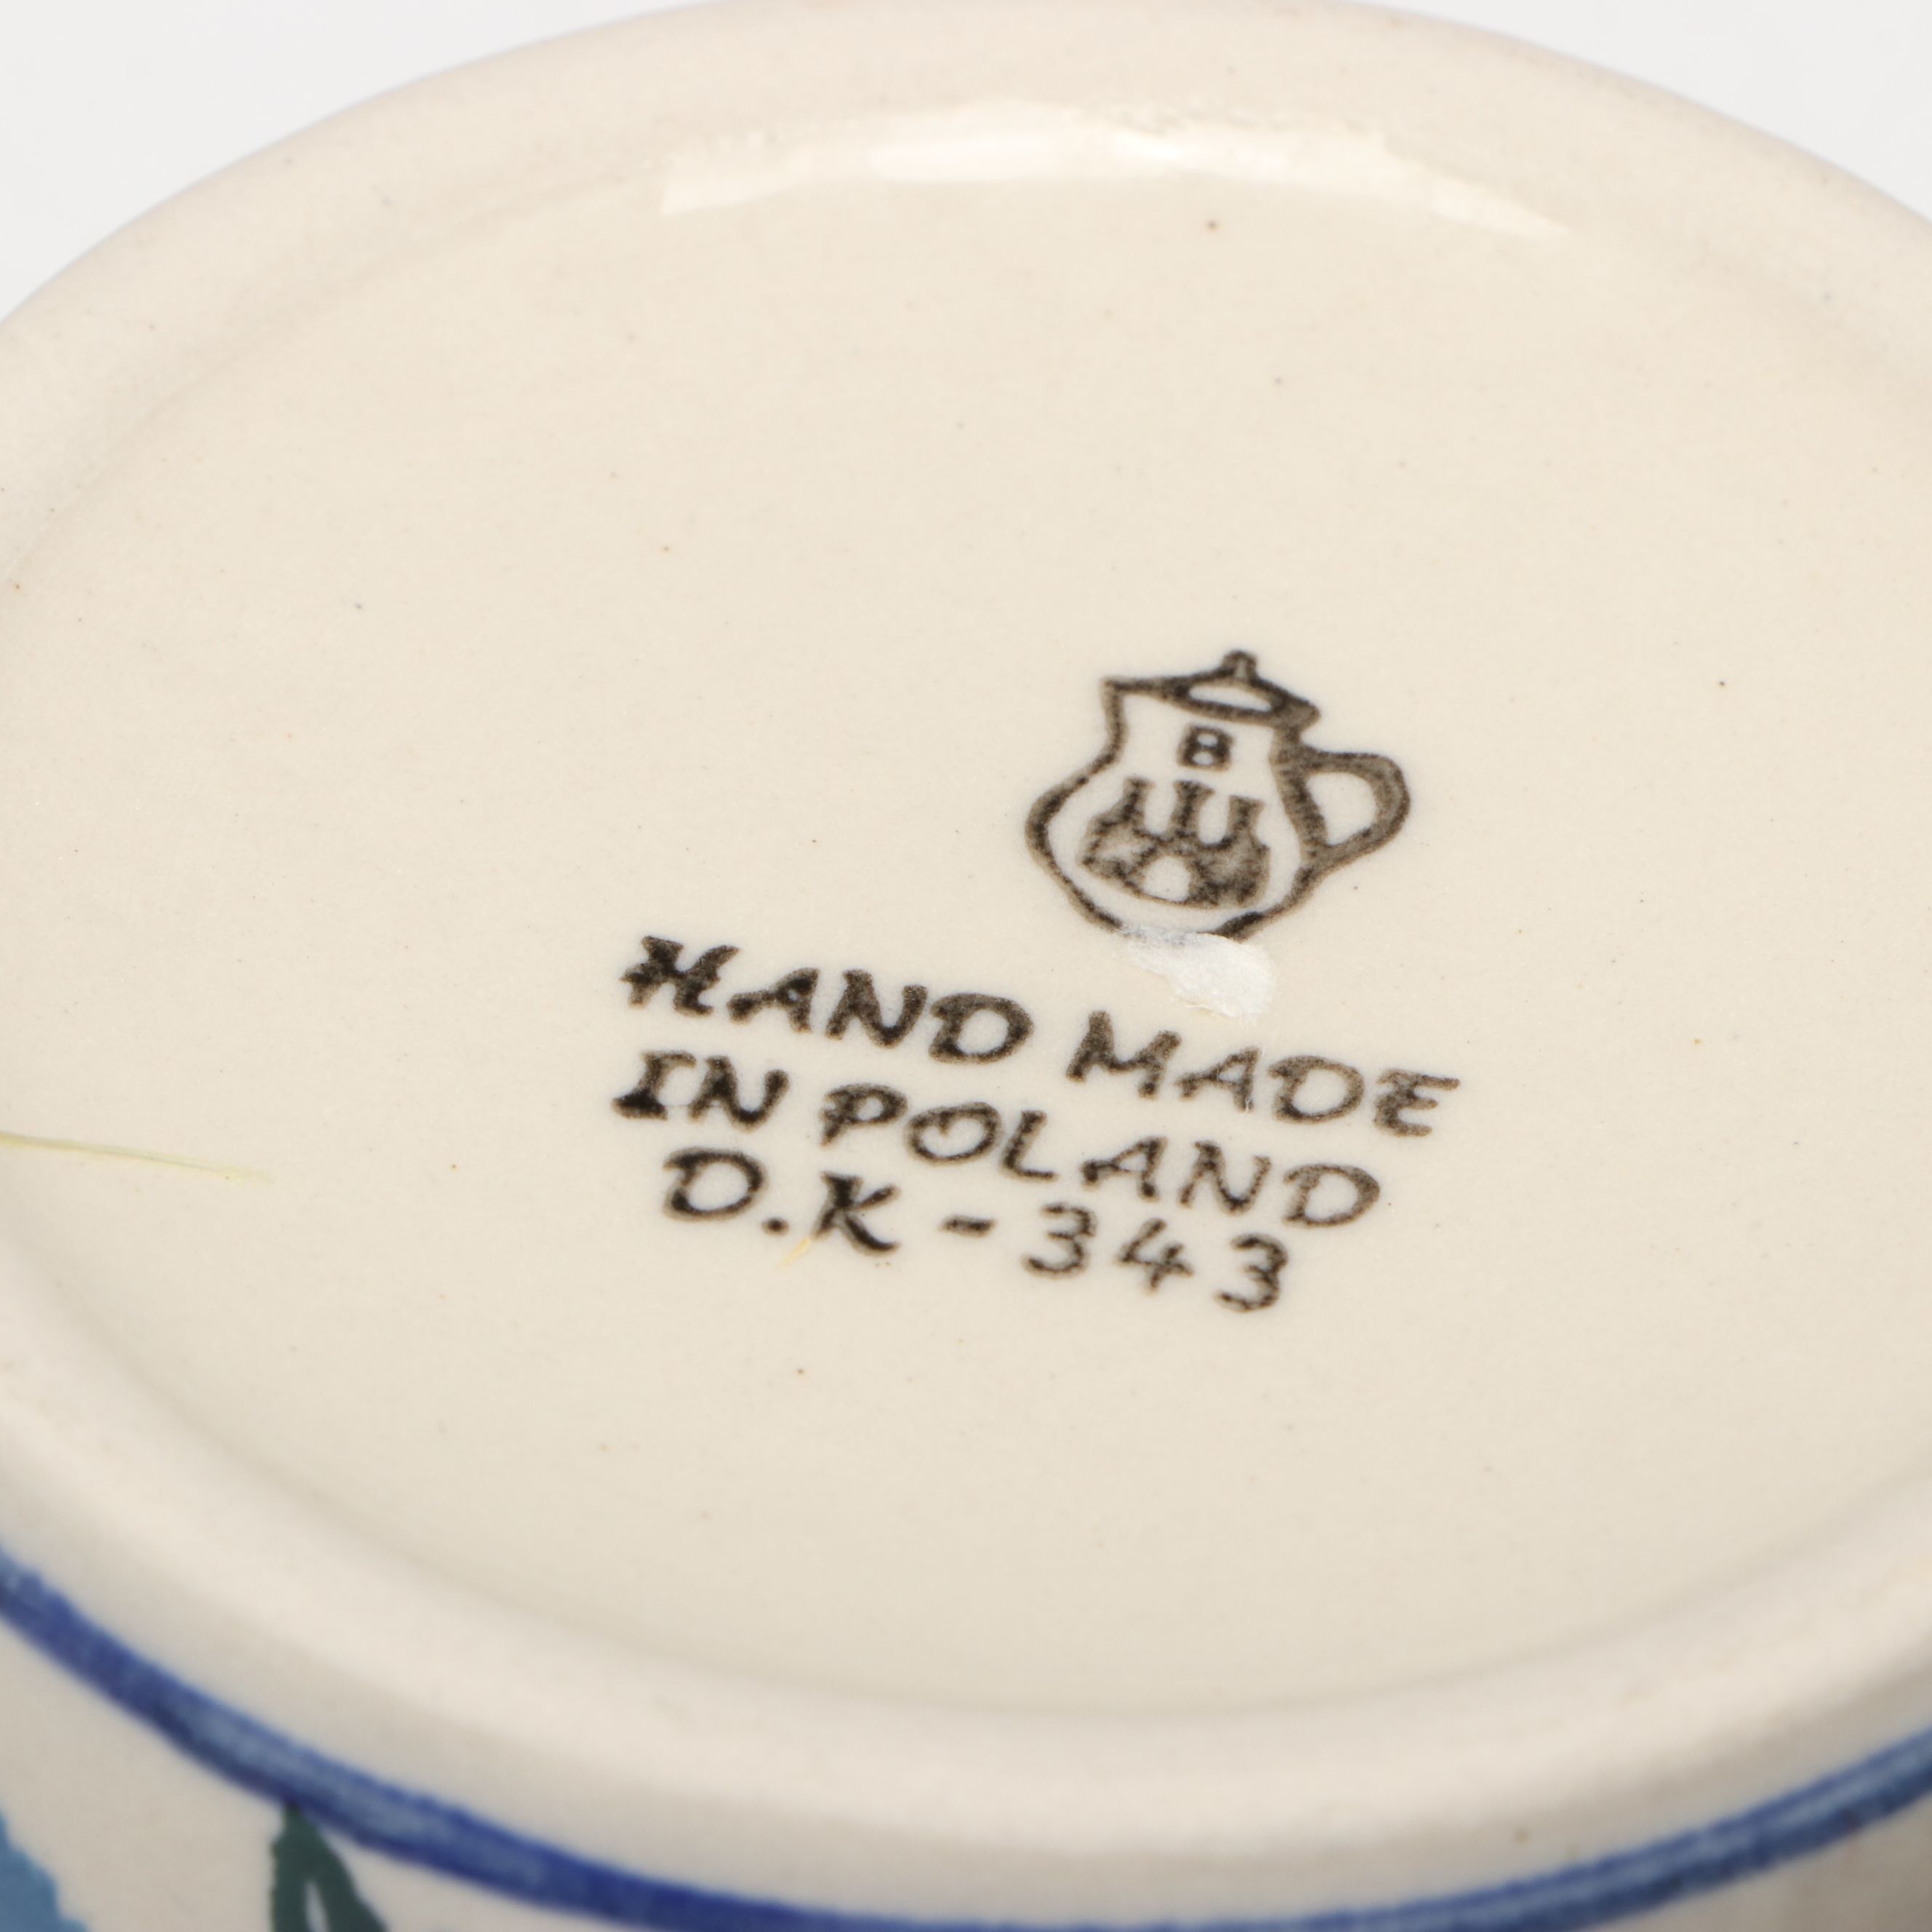 B
HAND MADE
IN POLAND
D.K - 343